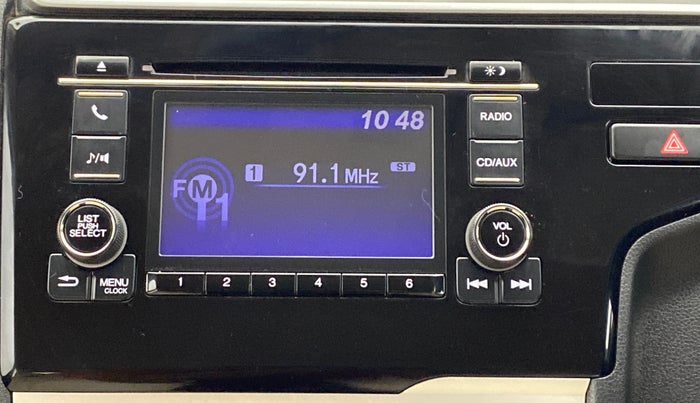 10 48
RADIO
1 91.1 MHz ST
CD/AUX
FM
11
LIST
PUSH
SELECT
VOL
MENU
CLOCK
1 2 3 4 5 6